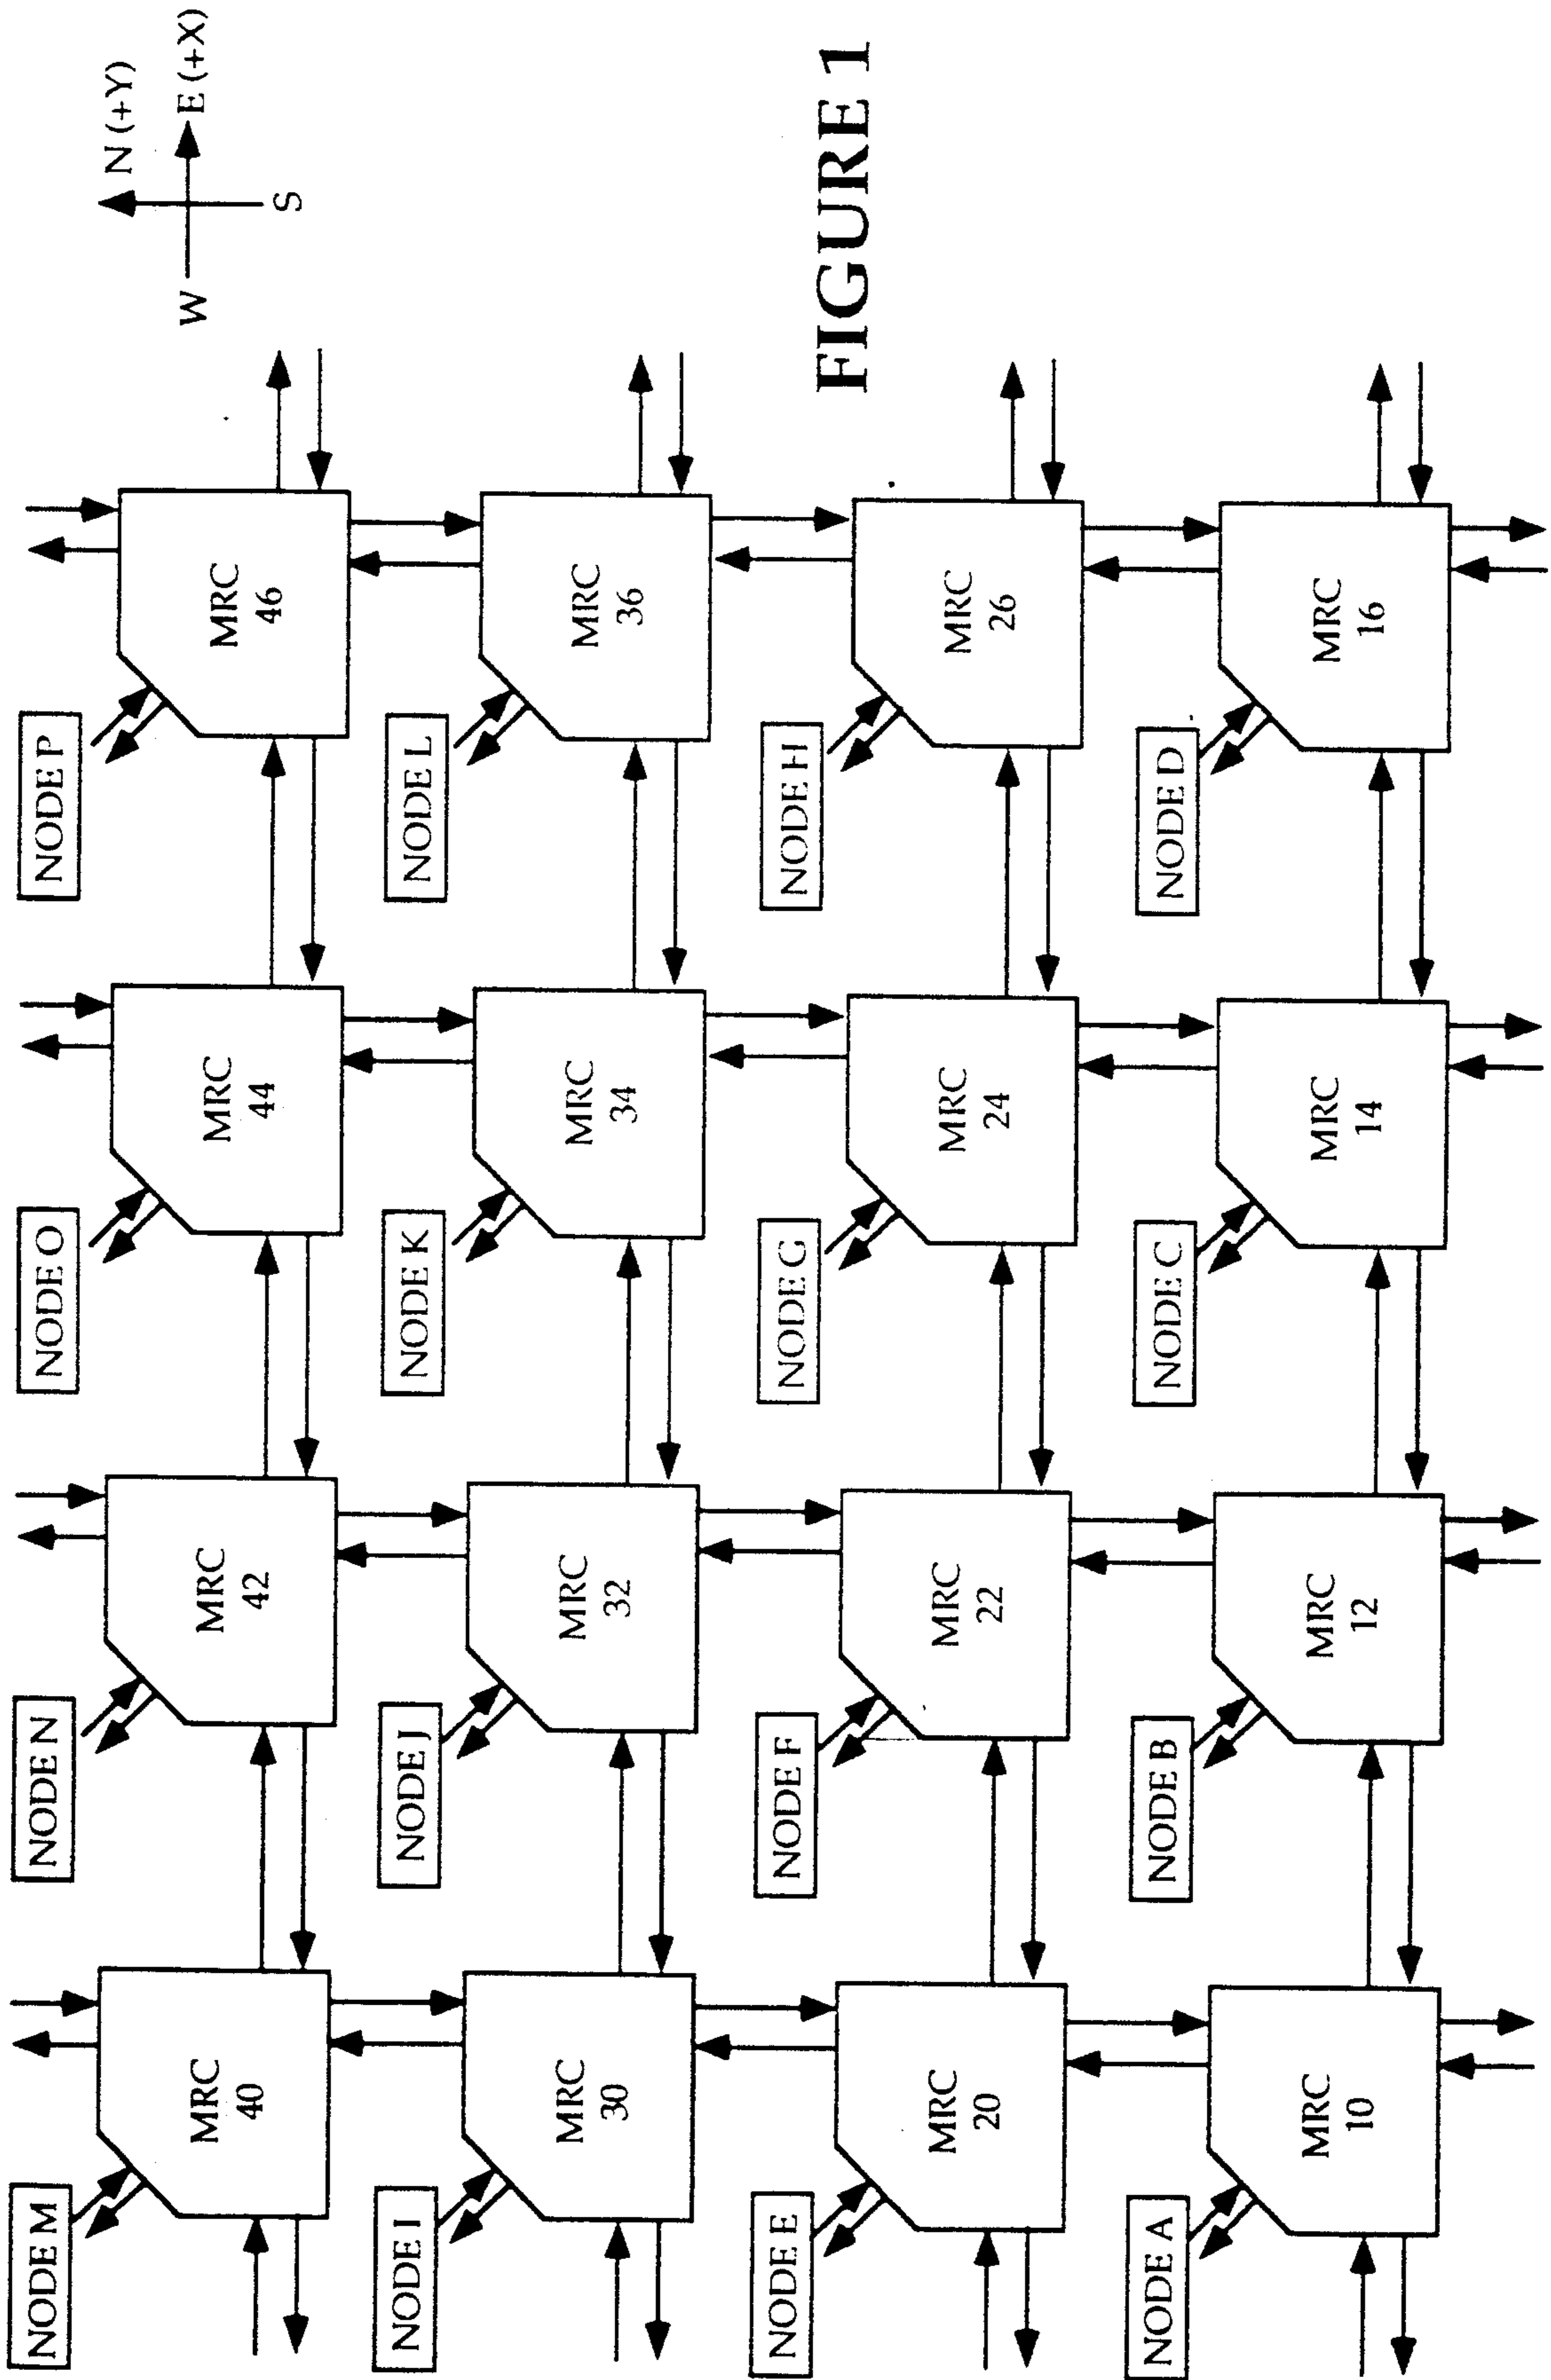 N (+Y)
W
E (+X)
S
NODE M
MRC
40
NODE N
MRC
42
NODE O
MRC
44
NODE P
MRC
46
NODE I
MRC
30
NODE J
MRC
32
NODE K
MRC
34
NODE L
MRC
36
NODE E
MRC
20
NODE F
MRC
22
NODE G
MRC
24
NODE H
MRC
26
NODE A
MRC
10
NODE B
MRC
12
NODE C
MRC
14
NODE D
MRC
16
FIGURE 1